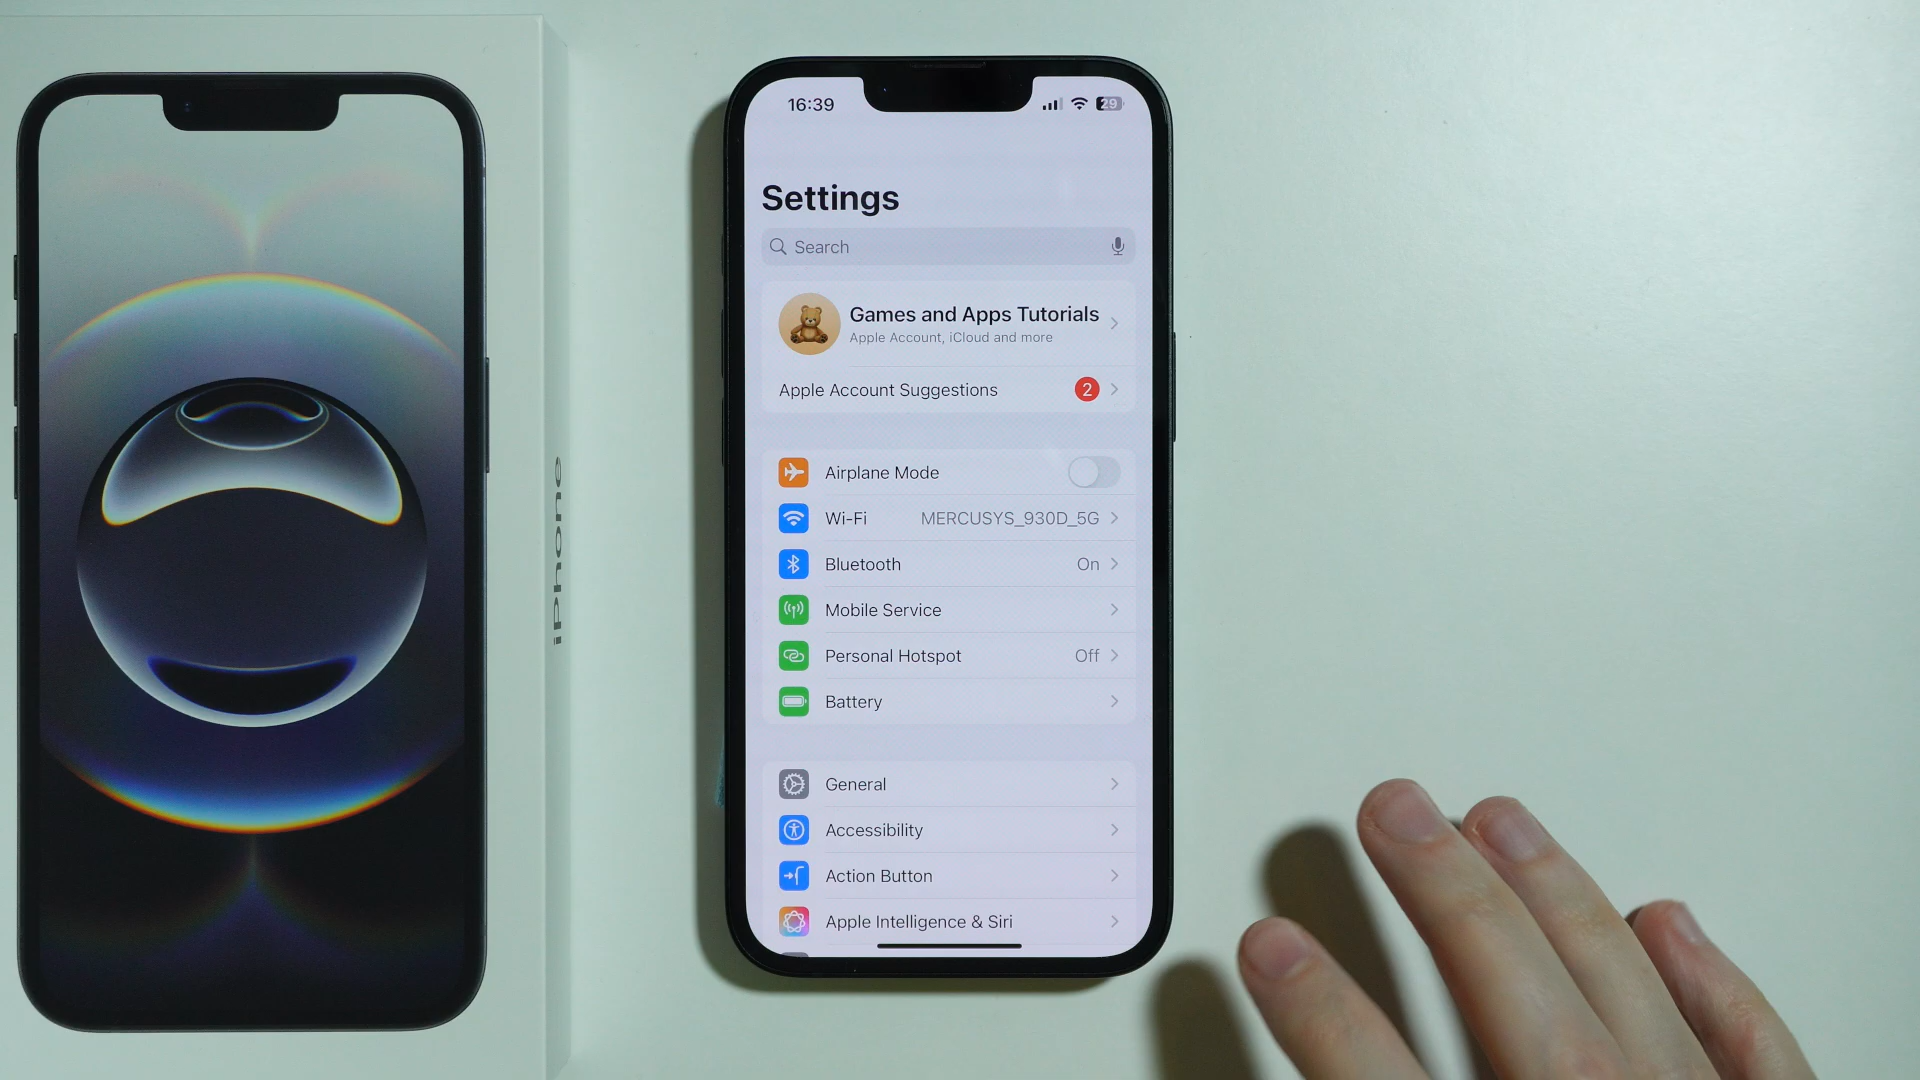 iPhone
16:39
29
Settings
Search
Games and Apps Tutorials
Apple Account, iCloud and more
Apple Account Suggestions 2
Airplane Mode
Wi-Fi MERCUSYS_930D_5G
Bluetooth On
Mobile Service
Personal Hotspot Off
Battery
General
Accessibility
Action Button
Apple Intelligence & Siri